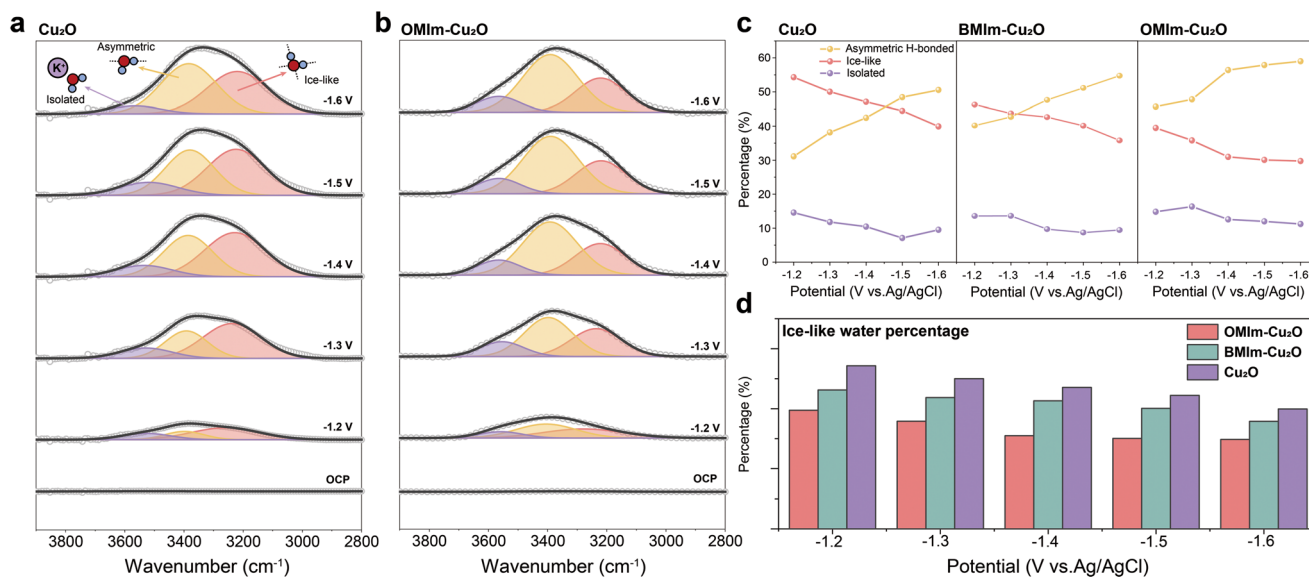 a
Cu₂O
K⁺
Isolated
Asymmetric
Ice-like
-1.6 V
-1.5 V
-1.4 V
-1.3 V
-1.2 V
OCP
3800 3600 3400 3200 3000 2800
Wavenumber (cm⁻¹)
b
OMIm-Cu₂O
-1.6 V
-1.5 V
-1.4 V
-1.3 V
-1.2 V
OCP
3800 3600 3400 3200 3000 2800
Wavenumber (cm⁻¹)
c
Cu₂O BMIm-Cu₂O OMIm-Cu₂O
Asymmetric H-bonded
Ice-like
Isolated
Percentage (%)
60
50
40
30
20
10
0
-1.2 -1.3 -1.4 -1.5 -1.6 -1.2 -1.3 -1.4 -1.5 -1.6 -1.2 -1.3 -1.4 -1.5 -1.6
Potential (V vs.Ag/AgCl) Potential (V vs.Ag/AgCl) Potential (V vs.Ag/AgCl)
d
Ice-like water percentage
OMIm-Cu₂O
BMIm-Cu₂O
Cu₂O
Percentage (%)
-1.2 -1.3 -1.4 -1.5 -1.6
Potential (V vs.Ag/AgCl)